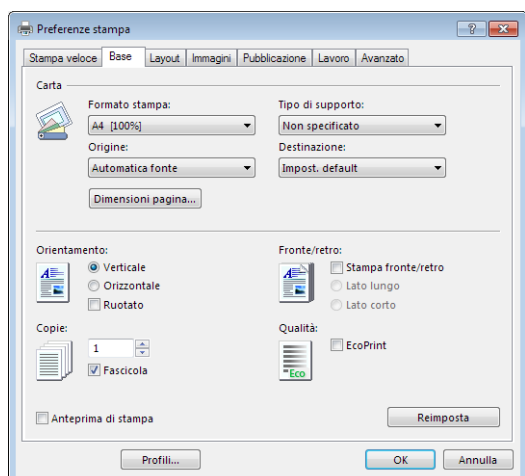 Preferenze stampa
Stampa veloce Base Layout Immagini Pubblicazione Lavoro Avanzato
Carta
Formato stampa: Tipo di supporto:
A4 [100%] Non specificato
Origine: Destinazione:
Automatica fonte Impost. default
Dimensioni pagina...
Orientamento: Fronte/retro:
Verticale Stampa fronte/retro
Orizzontale Lato lungo
Ruotato Lato corto
Copie: Qualità:
1 EcoPrint
Fascicola
Eco
Anteprima di stampa Reimposta
Profili... OK Annulla